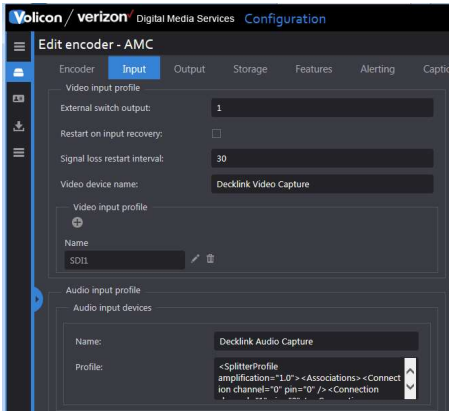 Volicon / verizon✓ Digital Media Services Configuration
Edit encoder - AMC
Encoder Input Output Storage Features Alerting Captic
Video input profile
External switch output: 1
Restart on input recovery:
Signal loss restart interval: 30
Video device name: Decklink Video Capture
Video input profile
Name
SDI1
Audio input profile
Audio input devices
Name: Decklink Audio Capture
Profile: <SplitterProfile
amplification="1.0"><Associations><Connect
ion channel="0" pin="0" /><Connection